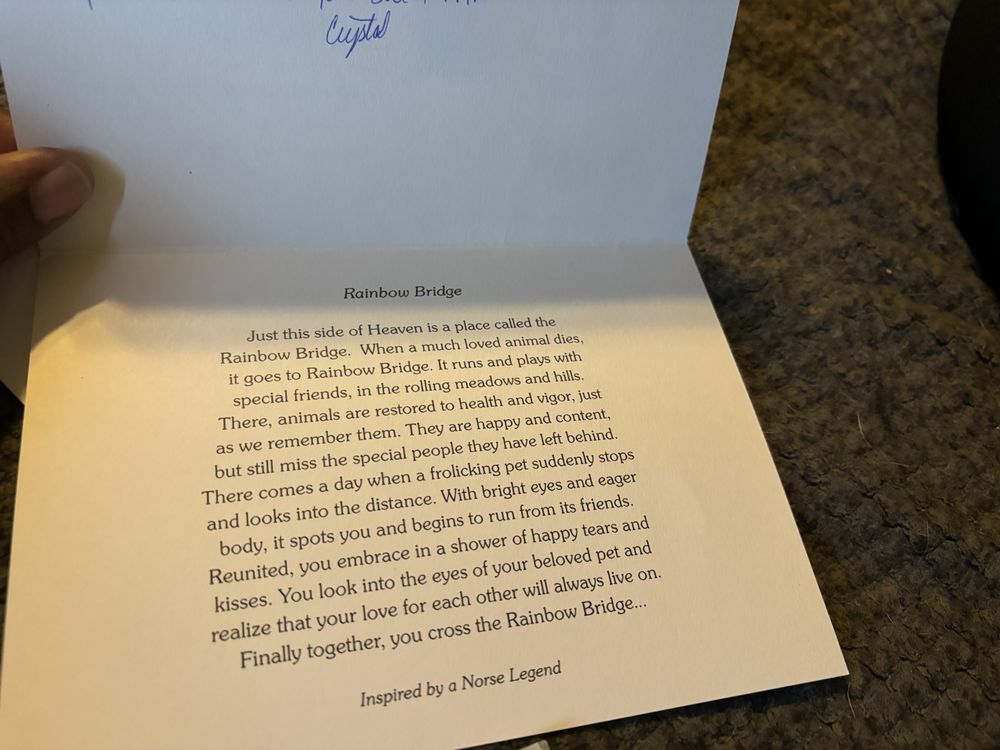 Crystal
Rainbow Bridge
Just this side of Heaven is a place called the
Rainbow Bridge. When a much loved animal dies,
it goes to Rainbow Bridge. It runs and plays with
special friends, in the rolling meadows and hills.
There, animals are restored to health and vigor, just
as we remember them. They are happy and content,
but still miss the special people they have left behind.
There comes a day when a frolicking pet suddenly stops
and looks into the distance. With bright eyes and eager
body, it spots you and begins to run from its friends.
Reunited, you embrace in a shower of happy tears and
kisses. You look into the eyes of your beloved pet and
realize that your love for each other will always live on.
Finally together, you cross the Rainbow Bridge...
Inspired by a Norse Legend